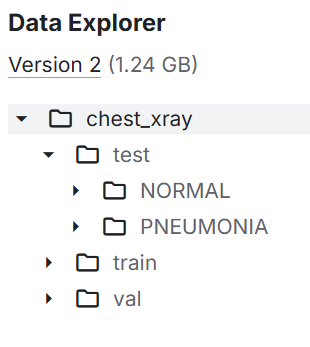 Data Explorer
Version 2 (1.24 GB)
chest_xray
test
NORMAL
PNEUMONIA
train
val